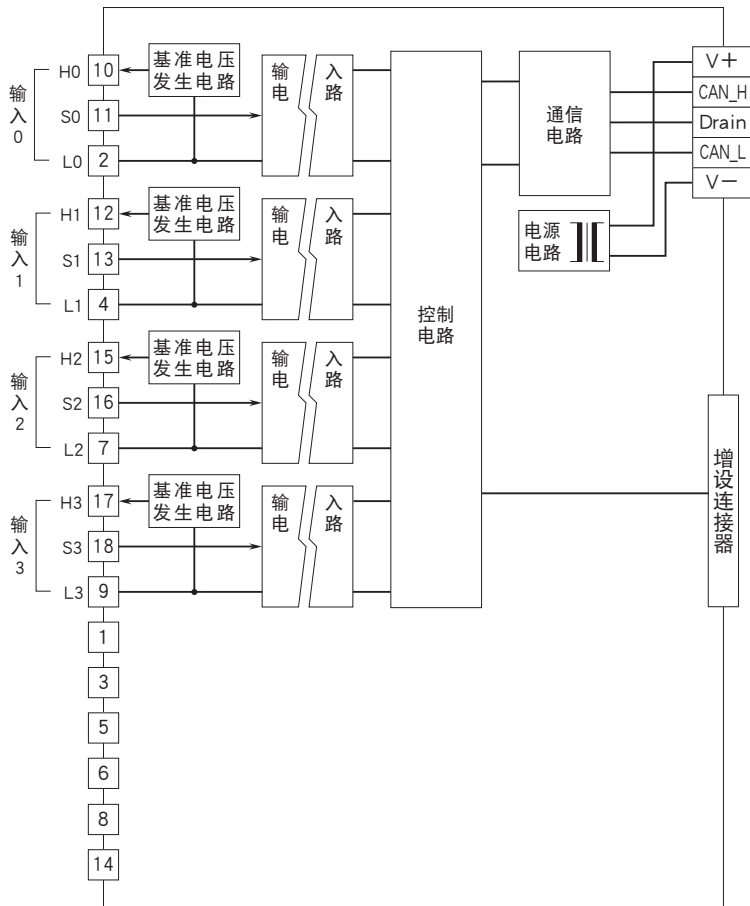 输入0
H0 10
S0 11
L0 2
基准电压
发生电路
输 入
电 路
输入1
H1 12
S1 13
L1 4
基准电压
发生电路
输 入
电 路
输入2
H2 15
S2 16
L2 7
基准电压
发生电路
输 入
电 路
输入3
H3 17
S3 18
L3 9
基准电压
发生电路
输 入
电 路
1
3
5
6
8
14
控制
电路
通信
电路
电源
电路
V+
CAN_H
Drain
CAN_L
V−
增设连接器